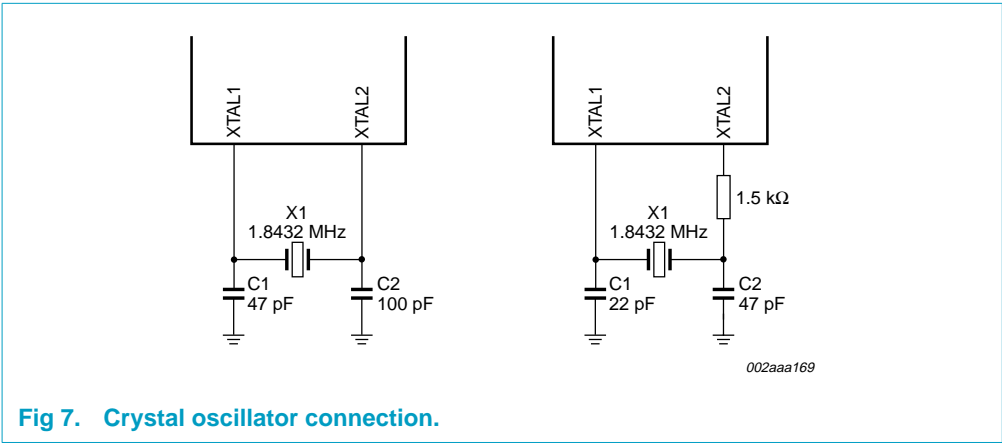 XTAL1
XTAL2
X1
1.8432 MHz
C1
47 pF
C2
100 pF
XTAL1
XTAL2
1.5 kΩ
X1
1.8432 MHz
C1
22 pF
C2
47 pF
002aaa169
Fig 7. Crystal oscillator connection.